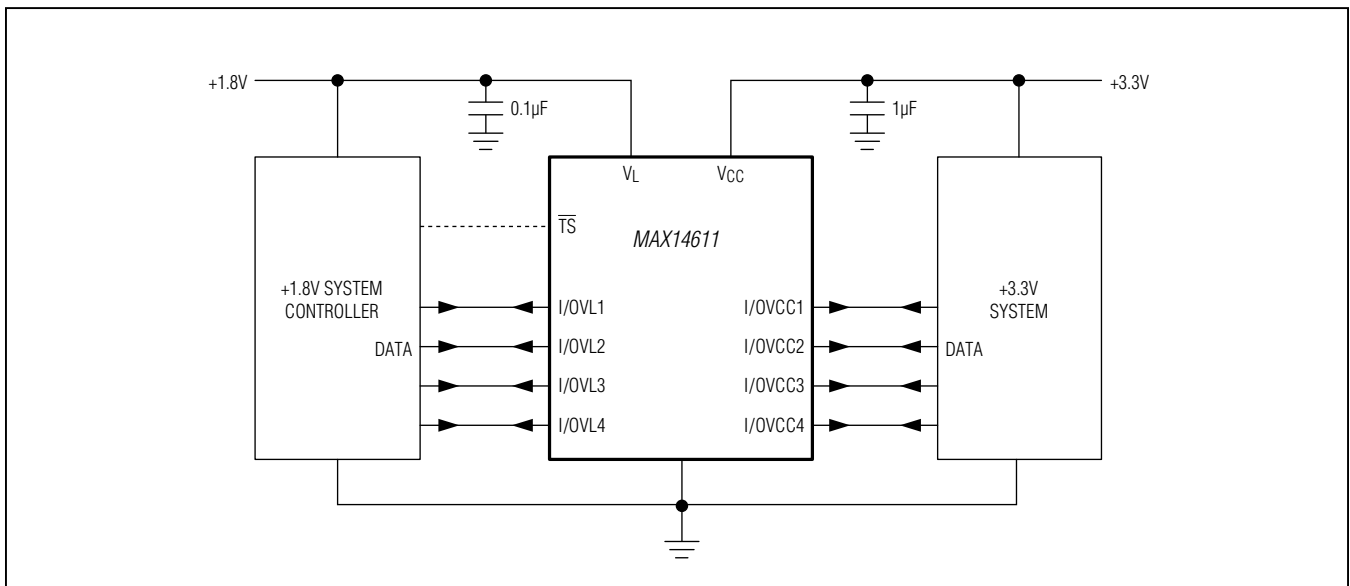 +1.8V
0.1µF
1µF
+3.3V
VL
VCC
TS
MAX14611
+1.8V SYSTEM
CONTROLLER
DATA
I/OVL1
I/OVL2
I/OVL3
I/OVL4
I/OVCC1
I/OVCC2
I/OVCC3
I/OVCC4
+3.3V
SYSTEM
DATA